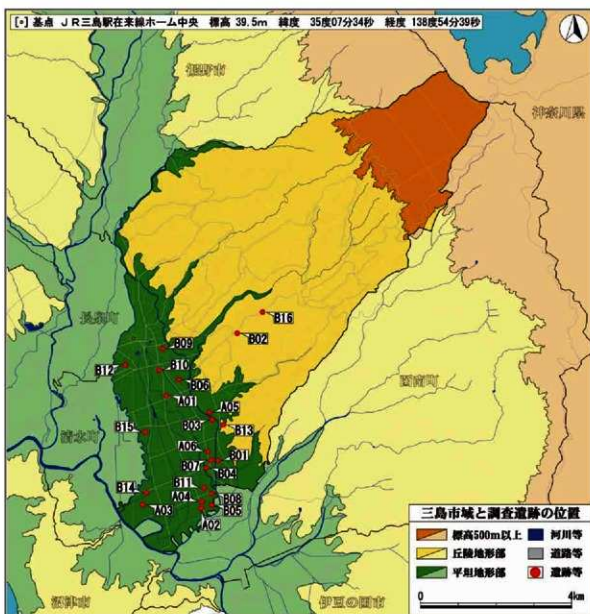 [◦] 基点 JR三島駅在来線ホーム中央 標高 39.5m 緯度 35度07分34秒 経度 138度54分39秒
裾野市
神奈川県
B16
長泉町
B02
B09
B12
B10
B06
函南町
A01
A05
B03
B15
B13
清水町
A06
B01
B07
B04
B11
B14
A04
B08
A03
B05
A02
三島市域と調査遺跡の位置
標高500m以上
河川等
丘陵地形部
道路等
平坦地形部
遺跡等
沼津市
伊豆の国市
0
4km